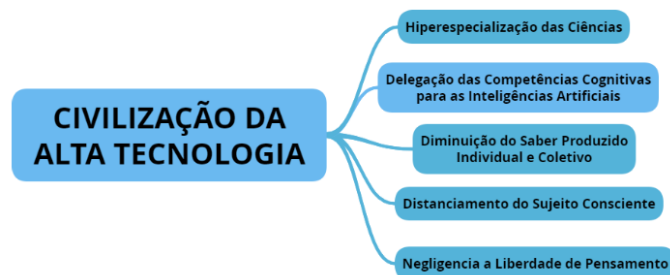 CIVILIZAÇÃO DA
ALTA TECNOLOGIA
Hiperespecialização das Ciências
Delegação das Competências Cognitivas
para as Inteligências Artificiais
Diminuição do Saber Produzido
Individual e Coletivo
Distanciamento do Sujeito Consciente
Negligencia a Liberdade de Pensamento